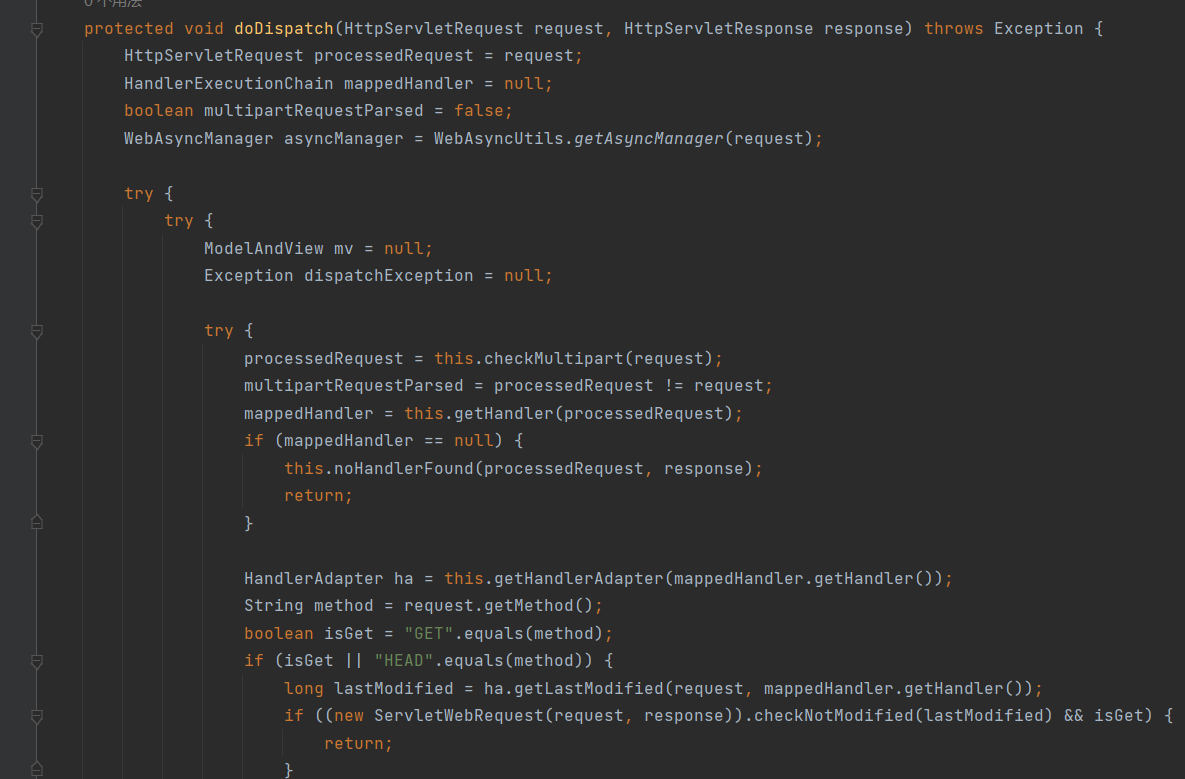 0 个用法
protected void doDispatch(HttpServletRequest request, HttpServletResponse response) throws Exception {
HttpServletRequest processedRequest = request;
HandlerExecutionChain mappedHandler = null;
boolean multipartRequestParsed = false;
WebAsyncManager asyncManager = WebAsyncUtils.getAsyncManager(request);
try {
try {
ModelAndView mv = null;
Exception dispatchException = null;
try {
processedRequest = this.checkMultipart(request);
multipartRequestParsed = processedRequest != request;
mappedHandler = this.getHandler(processedRequest);
if (mappedHandler == null) {
this.noHandlerFound(processedRequest, response);
return;
}
HandlerAdapter ha = this.getHandlerAdapter(mappedHandler.getHandler());
String method = request.getMethod();
boolean isGet = "GET".equals(method);
if (isGet || "HEAD".equals(method)) {
long lastModified = ha.getLastModified(request, mappedHandler.getHandler());
if ((new ServletWebRequest(request, response)).checkNotModified(lastModified) && isGet) {
return;
}